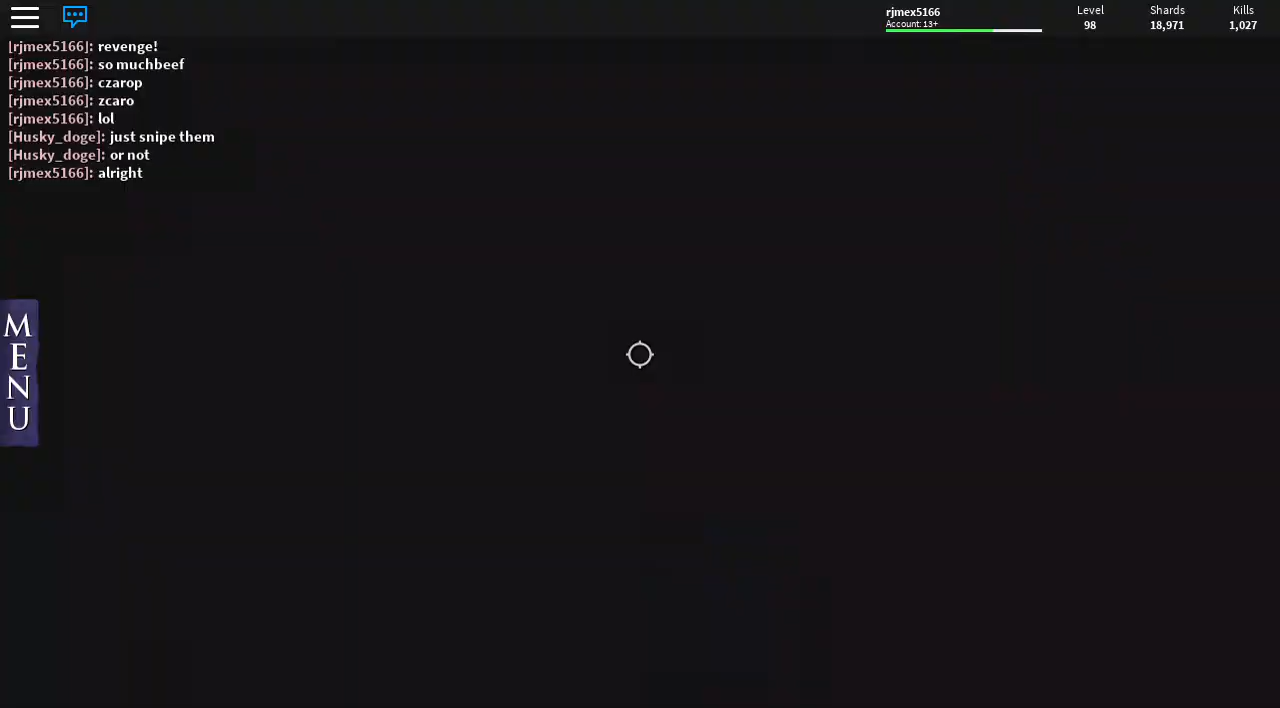 rjmex5166
Account: 13+
Level
98
Shards
18,971
Kills
1,027
[rjmex5166]: revenge!
[rjmex5166]: so muchbeef
[rjmex5166]: czarop
[rjmex5166]: zcaro
[rjmex5166]: lol
[Husky_doge]: just snipe them
[Husky_doge]: or not
[rjmex5166]: alright
MENU